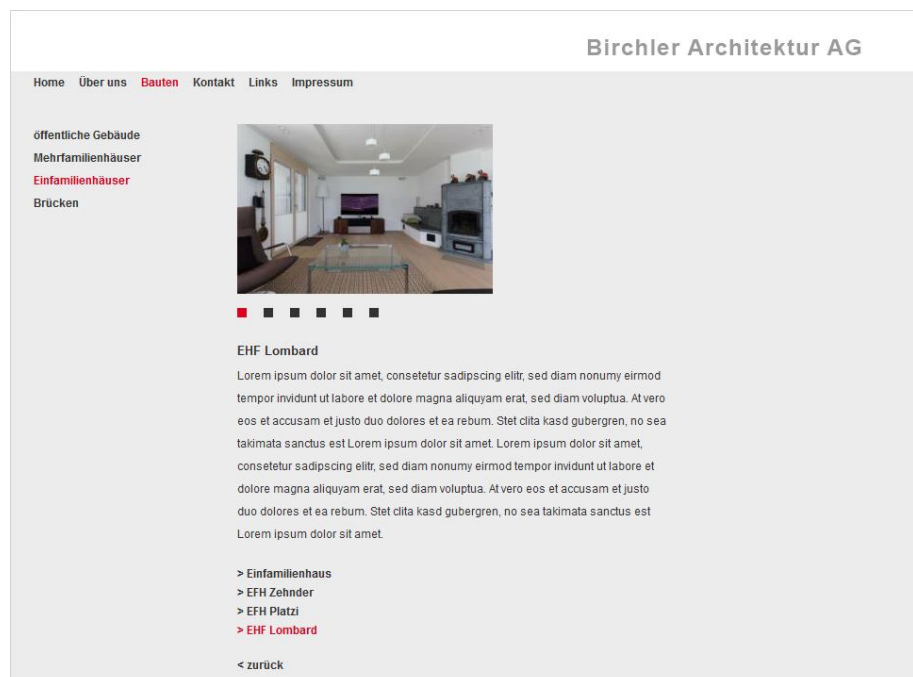 Birchler Architektur AG
Home Über uns Bauten Kontakt Links Impressum
öffentliche Gebäude
Mehrfamilienhäuser
Einfamilienhäuser
Brücken
EHF Lombard
Lorem ipsum dolor sit amet, consetetur sadipscing elitr, sed diam nonumy eirmod
tempor invidunt ut labore et dolore magna aliquyam erat, sed diam voluptua. At vero
eos et accusam et justo duo dolores et ea rebum. Stet clita kasd gubergren, no sea
takimata sanctus est Lorem ipsum dolor sit amet. Lorem ipsum dolor sit amet,
consetetur sadipscing elitr, sed diam nonumy eirmod tempor invidunt ut labore et
dolore magna aliquyam erat, sed diam voluptua. At vero eos et accusam et justo
duo dolores et ea rebum. Stet clita kasd gubergren, no sea takimata sanctus est
Lorem ipsum dolor sit amet.
> Einfamilienhaus
> EFH Zehnder
> EFH Platzi
> EHF Lombard
< zurück